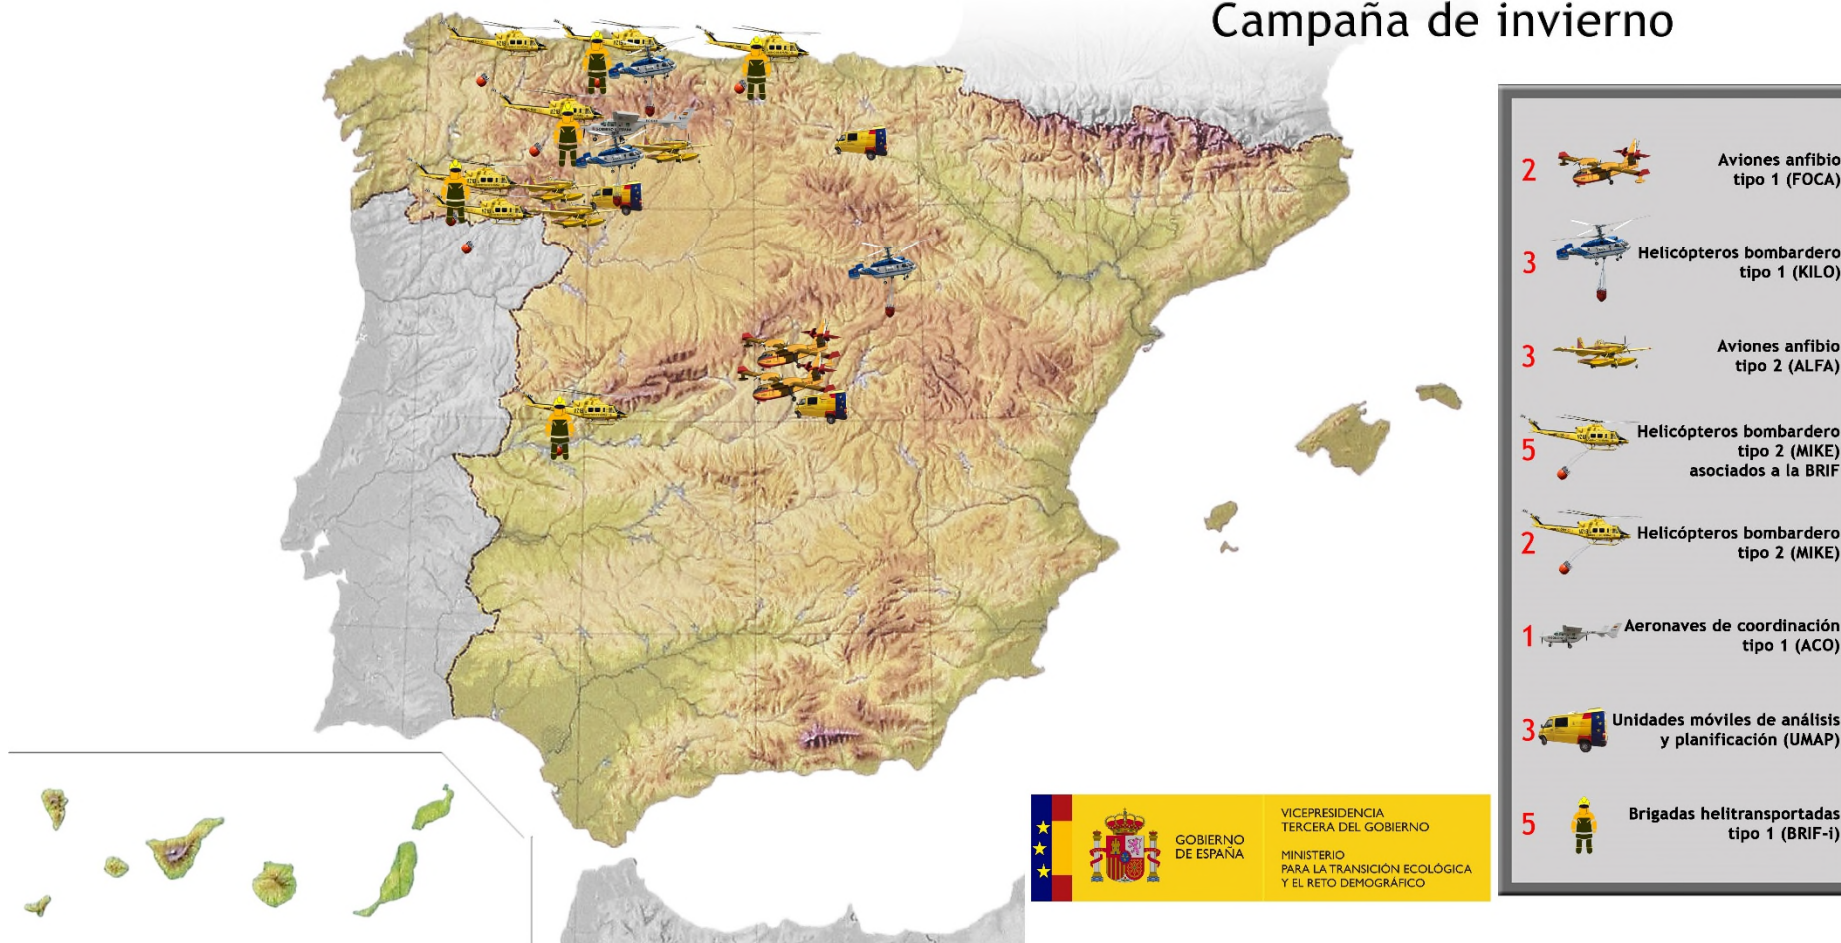 Campaña de invierno
2
Aviones anfibio
tipo 1 (FOCA)
3
Helicópteros bombardero
tipo 1 (KILO)
3
Aviones anfibio
tipo 2 (ALFA)
5
Helicópteros bombardero
tipo 2 (MIKE)
asociados a la BRIF
2
Helicópteros bombardero
tipo 2 (MIKE)
1
Aeronaves de coordinación
tipo 1 (ACO)
3
Unidades móviles de análisis
y planificación (UMAP)
5
Brigadas helitransportadas
tipo 1 (BRIF-i)
GOBIERNO
DE ESPAÑA
VICEPRESIDENCIA
TERCERA DEL GOBIERNO
MINISTERIO
PARA LA TRANSICIÓN ECOLÓGICA
Y EL RETO DEMOGRÁFICO